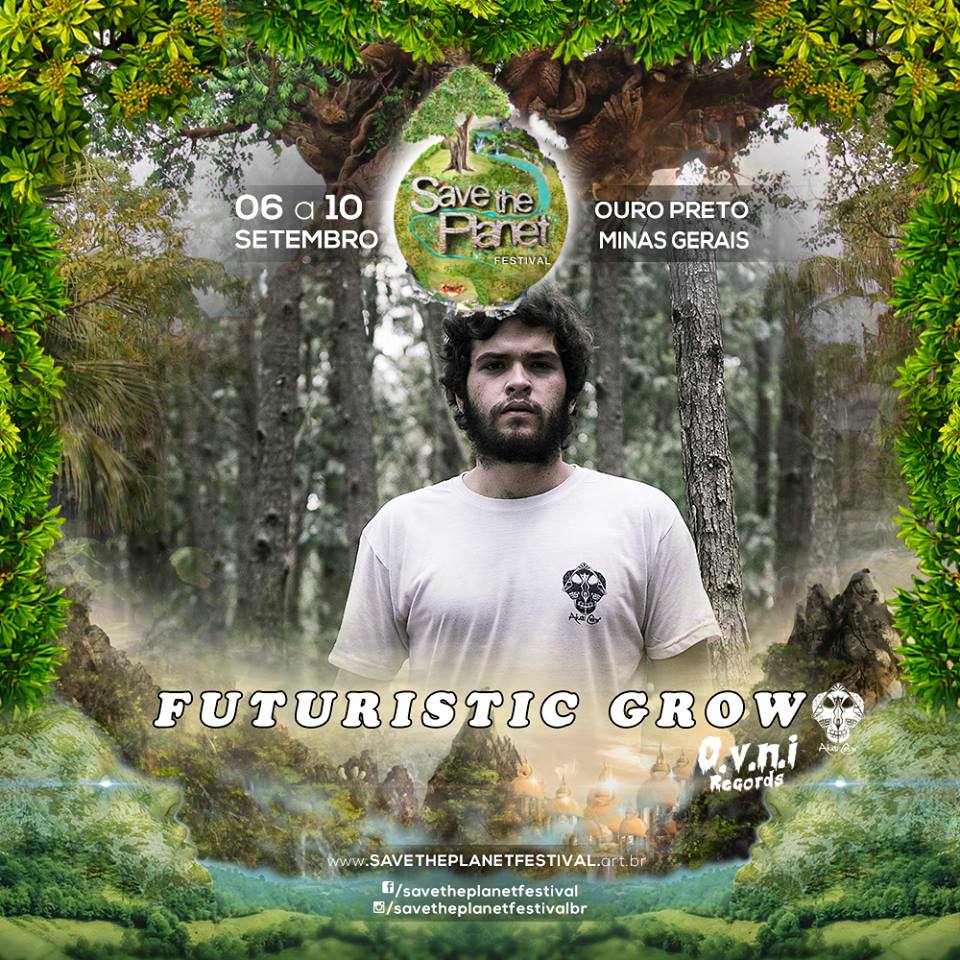 Save the
Planet
FESTIVAL
06 a 10
SETEMBRO
OURO PRETO
MINAS GERAIS
FUTURISTIC GROW
O.v.n.i
Records
www.SAVETHEPLANETFESTIVAL.art.br
/savetheplanetfestival
/savetheplanetfestivalbr